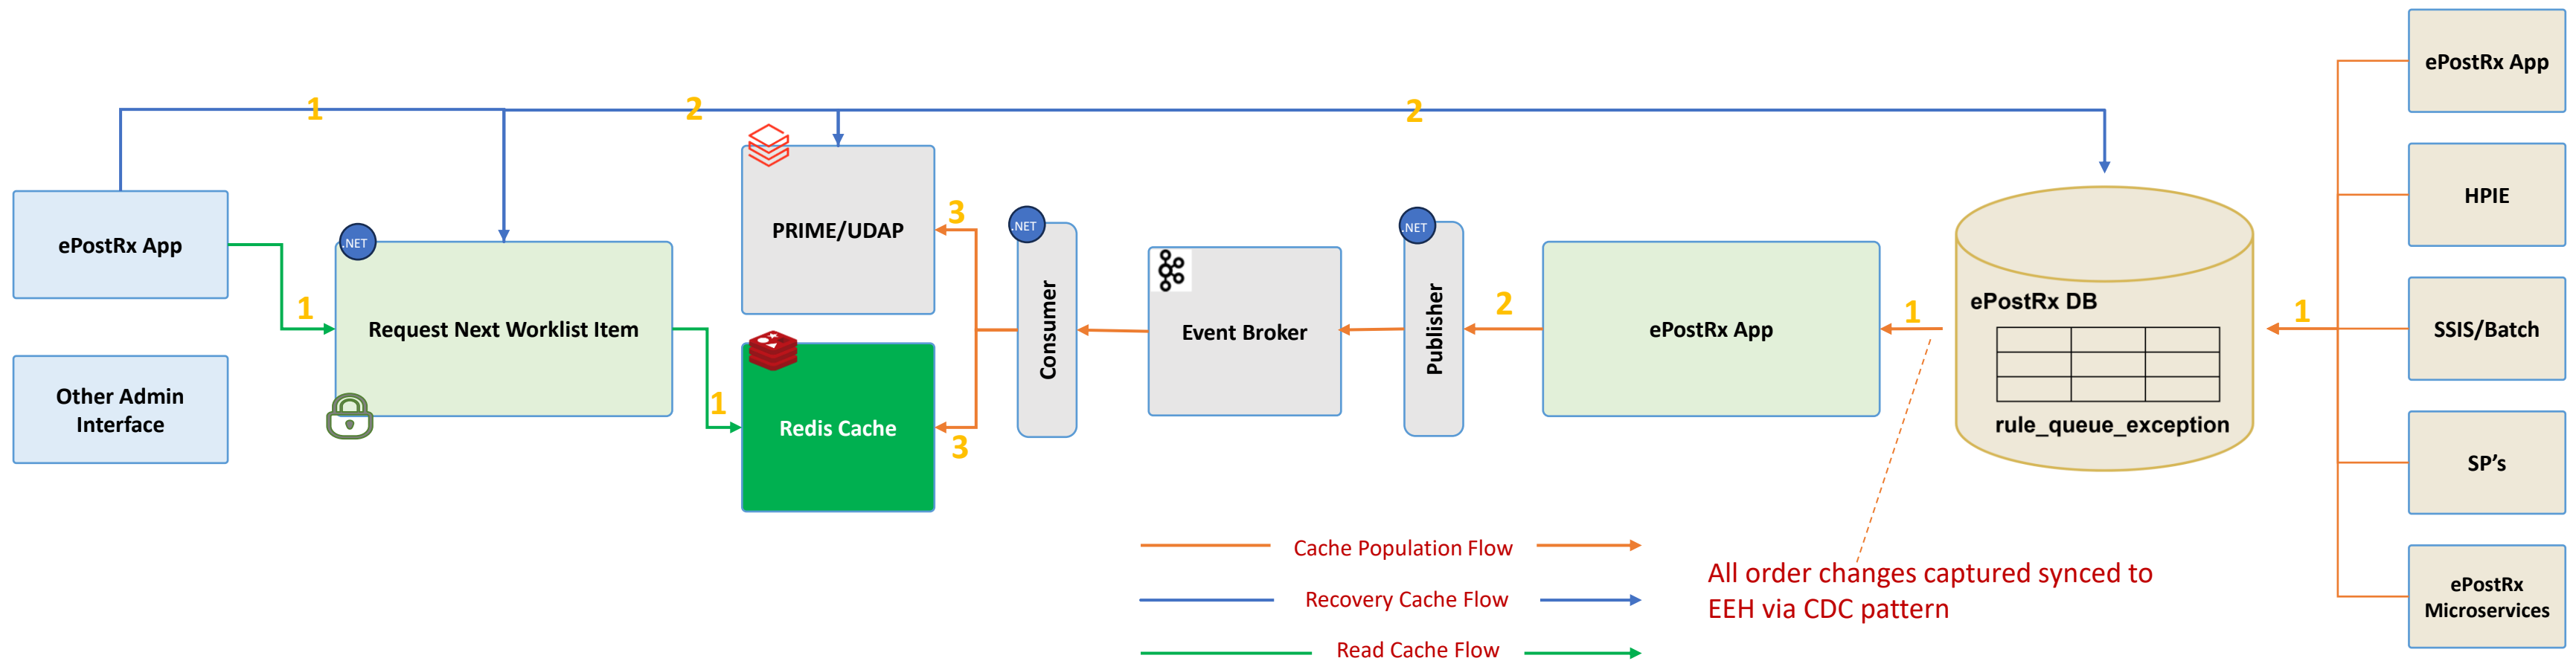 ePostRx App
1
2
2
HPIE
PRIME/UDAP
3
.NET
.NET
ePostRx App
.NET
1
Request Next Worklist Item
1
Redis Cache
3
Consumer
Event Broker
Publisher
2
ePostRx App
1
ePostRx DB
rule_queue_exception
1
SSIS/Batch
Other Admin
Interface
SP’s
Cache Population Flow
Recovery Cache Flow
Read Cache Flow
All order changes captured synced to
EEH via CDC pattern
ePostRx
Microservices